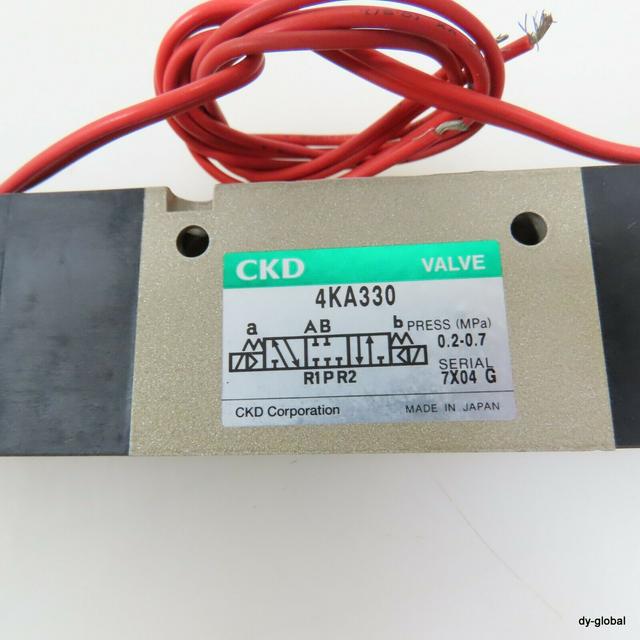 CKD VALVE
4KA330
a AB b PRESS (MPa)
0.2-0.7
R1PR2 SERIAL
7X04 G
CKD Corporation MADE IN JAPAN
dy-global